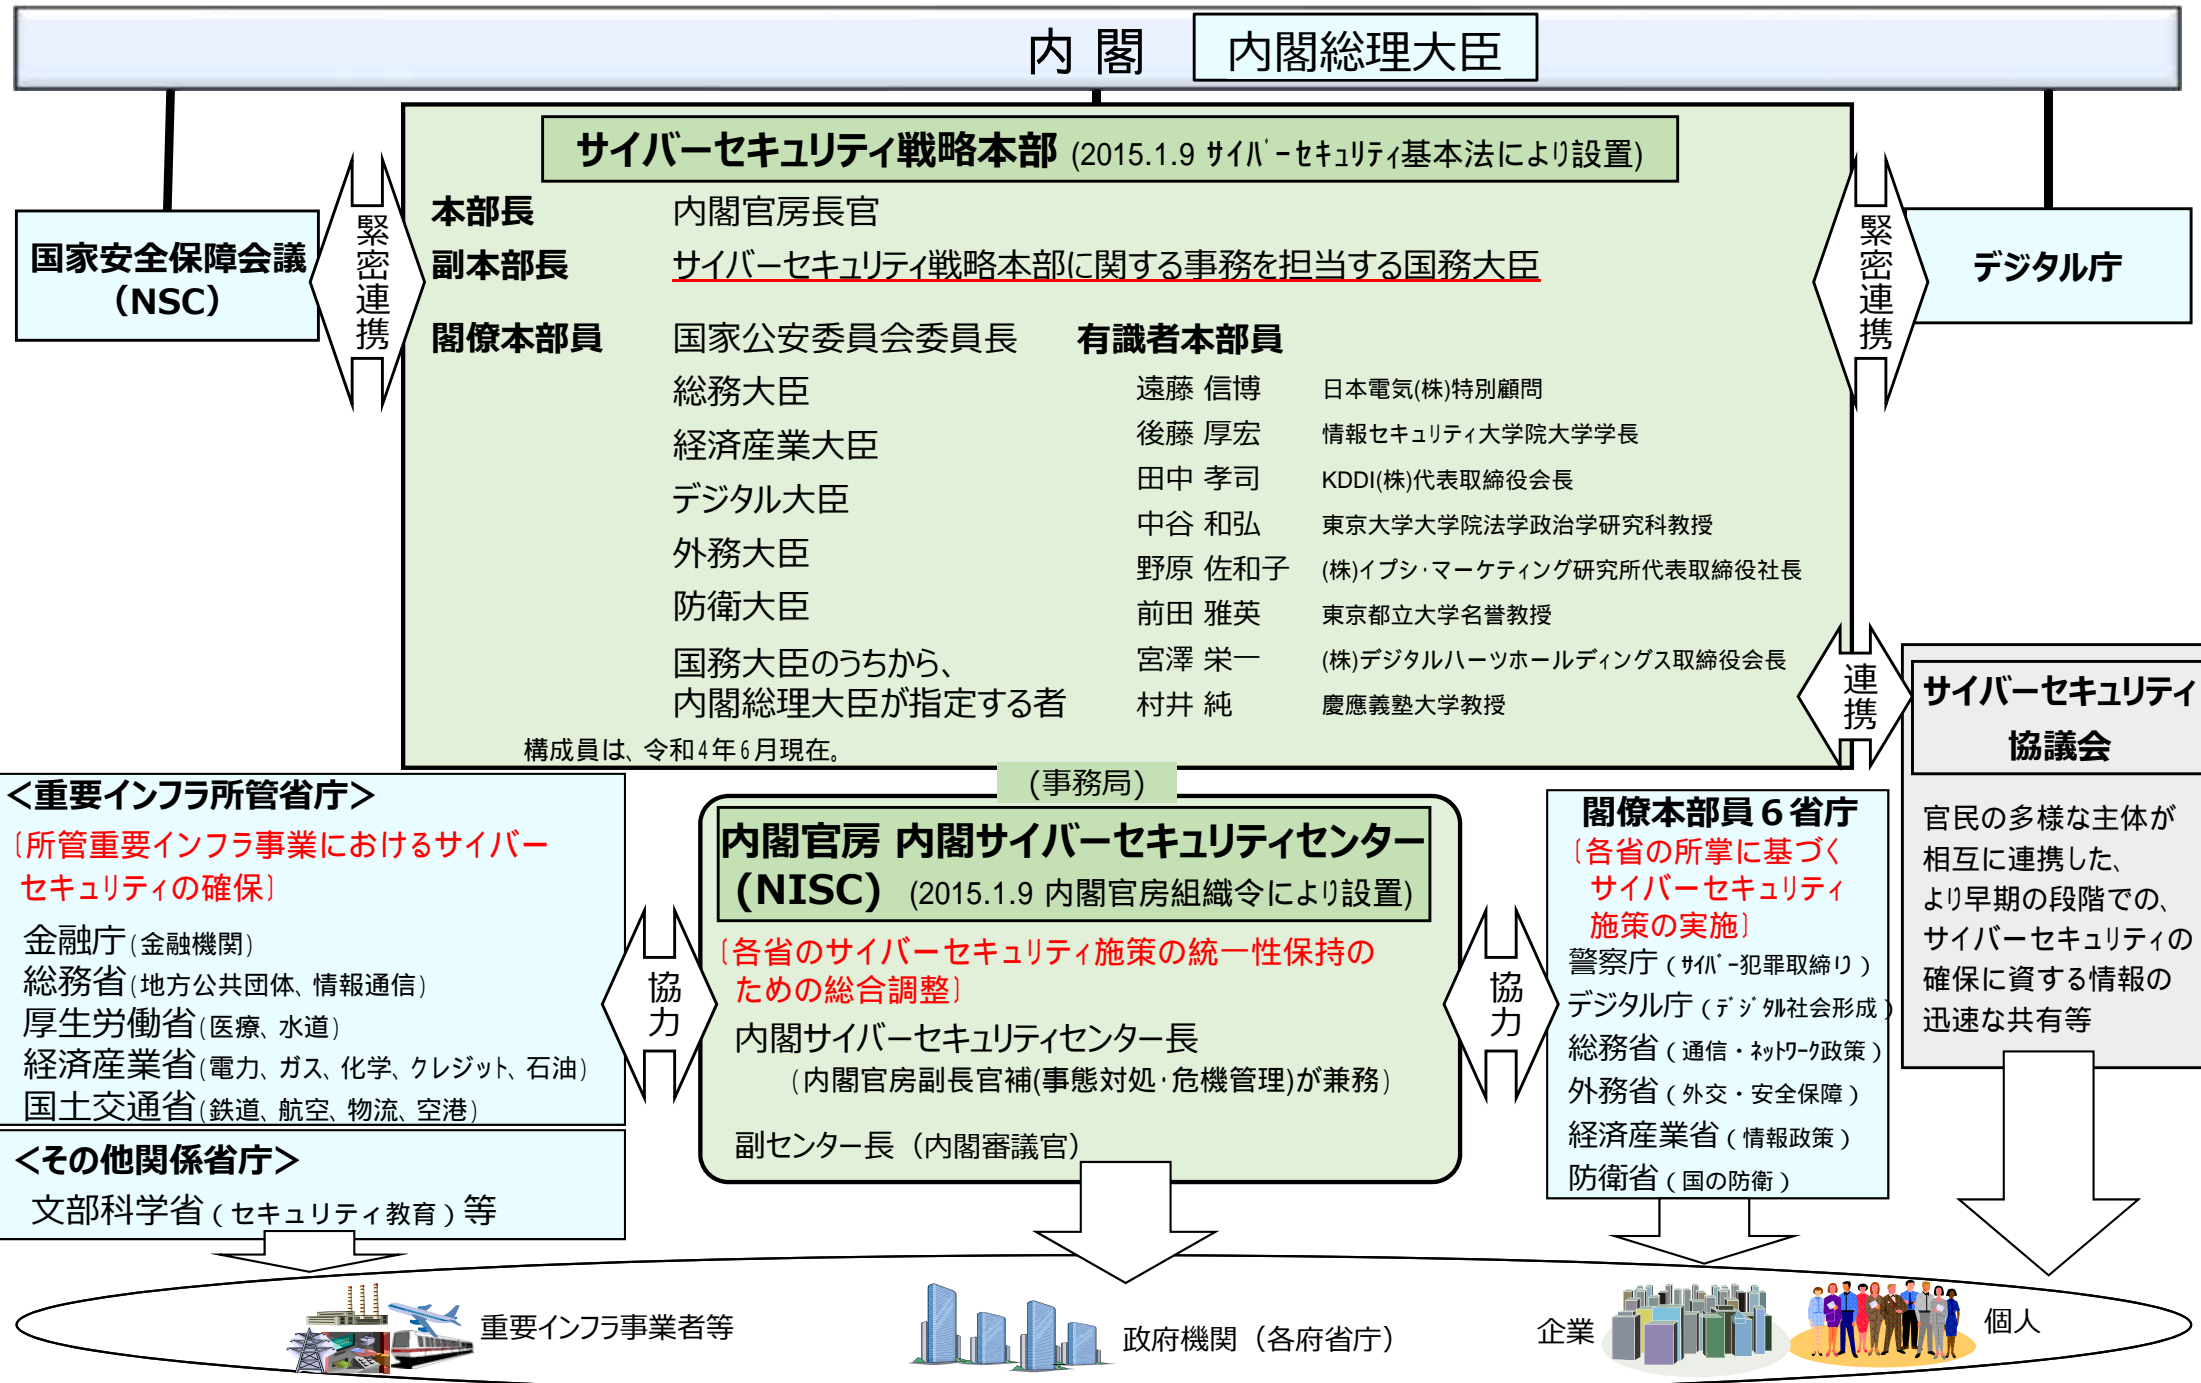 内 閣 内閣総理大臣
サイバーセキュリティ戦略本部 (2015.1.9 サイバーセキュリティ基本法により設置)
本部長 内閣官房長官
副本部長 サイバーセキュリティ戦略本部に関する事務を担当する国務大臣
閣僚本部員 国家公安委員会委員長
総務大臣
経済産業大臣
デジタル大臣
外務大臣
防衛大臣
国務大臣のうちから、
内閣総理大臣が指定する者
有識者本部員
遠藤 信博 日本電気(株)特別顧問
後藤 厚宏 情報セキュリティ大学院大学学長
田中 孝司 KDDI(株)代表取締役会長
中谷 和弘 東京大学大学院法学政治学研究科教授
野原 佐和子 (株)イプシ・マーケティング研究所代表取締役社長
前田 雅英 東京都立大学名誉教授
宮澤 栄一 (株)デジタルハーツホールディングス取締役会長
村井 純 慶應義塾大学教授
構成員は、令和4年6月現在。
国家安全保障会議
(NSC)
緊密連携
緊密連携
デジタル庁
連携
サイバーセキュリティ
協議会
官民の多様な主体が
相互に連携した、
より早期の段階での、
サイバーセキュリティの
確保に資する情報の
迅速な共有等
<重要インフラ所管省庁>
〔所管重要インフラ事業におけるサイバー
セキュリティの確保〕
金融庁(金融機関)
総務省(地方公共団体、情報通信)
厚生労働省(医療、水道)
経済産業省(電力、ガス、化学、クレジット、石油)
国土交通省(鉄道、航空、物流、空港)
<その他関係省庁>
文部科学省(セキュリティ教育)等
協力
(事務局)
内閣官房 内閣サイバーセキュリティセンター
(NISC) (2015.1.9 内閣官房組織令により設置)
〔各省のサイバーセキュリティ施策の統一性保持の
ための総合調整〕
内閣サイバーセキュリティセンター長
(内閣官房副長官補(事態対処・危機管理)が兼務)
副センター長(内閣審議官)
協力
閣僚本部員6省庁
〔各省の所掌に基づく
サイバーセキュリティ
施策の実施〕
警察庁(サイバー犯罪取締り)
デジタル庁(デジタル社会形成)
総務省(通信・ネットワーク政策)
外務省(外交・安全保障)
経済産業省(情報政策)
防衛省(国の防衛)
重要インフラ事業者等
政府機関(各府省庁)
企業
個人